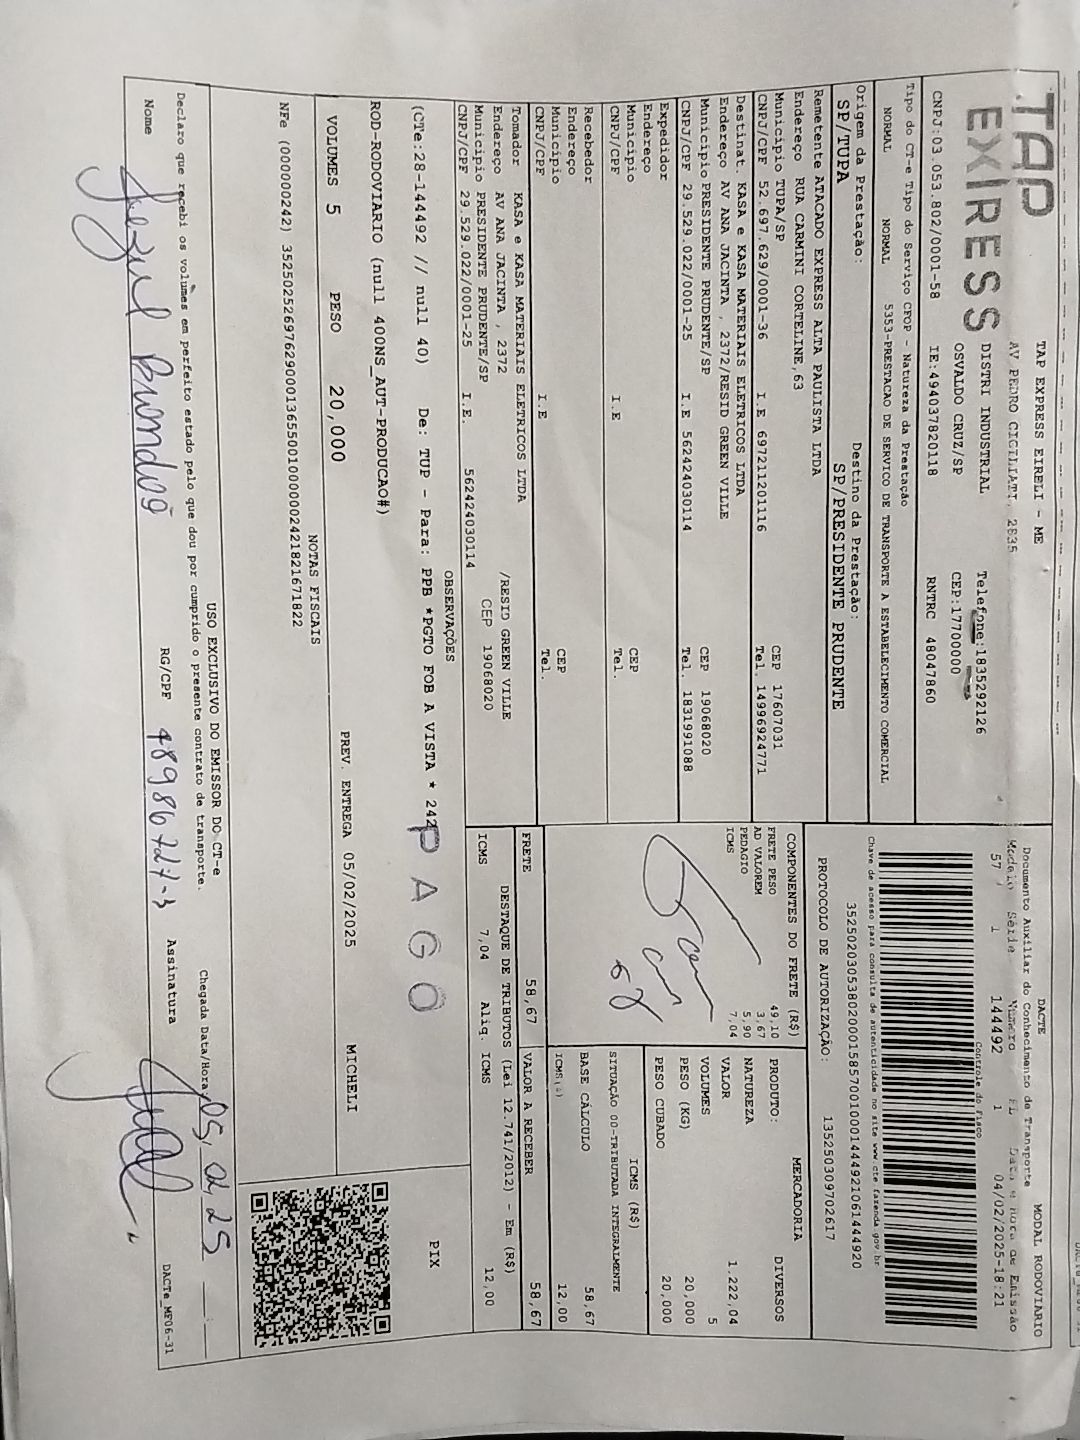 TAP
EXPRESS
TAP EXPRESS EIRELI - ME
AV PEDRO CIGILIATI, 2835
DISTRI INDUSTRIAL Telefone:1835292126
OSVALDO CRUZ/SP CEP:17700000
CNPJ:03.053.802/0001-58 IE:494037820118 RNTRC 48047860
DACTE MODAL RODOVIARIO
Documento Auxiliar do Conhecimento de Transporte
Modelo Série Número FL Data e Hora de Emissão
57 1 144492 1 04/02/2025-18:21
Controle do Fisco
Chave de acesso para consulta de autenticidade no site www.cte.fazenda.gov.br
35250203053802000158570010001444921061444920
PROTOCOLO DE AUTORIZAÇÃO: 135250309702617
Tipo do CT-e Tipo do Serviço CFOP - Natureza da Prestação
NORMAL NORMAL 5353-PRESTACAO DE SERVICO DE TRANSPORTE A ESTABELECIMENTO COMERCIAL
Origem da Prestação: Destino da Prestação:
SP/TUPA SP/PRESIDENTE PRUDENTE
Remetente ATACADO EXPRESS ALTA PAULISTA LTDA
Endereço RUA CARMINI CORTELINE,63
Municipio TUPA/SP CEP 17607031
CNPJ/CPF 52.697.629/0001-36 I.E 697211201116 Tel. 14996924771
Destinat. KASA e KASA MATERIAIS ELETRICOS LTDA
Endereço AV ANA JACINTA , 2372/RESID GREEN VILLE
Municipio PRESIDENTE PRUDENTE/SP CEP 19068020
CNPJ/CPF 29.529.022/0001-25 I.E 562424030114 Tel. 1831991088
Expedidor
Endereço
Municipio CEP
CNPJ/CPF I.E Tel.
Recebedor
Endereço
Municipio CEP
CNPJ/CPF I.E Tel.
Tomador KASA e KASA MATERIAIS ELETRICOS LTDA
Endereço AV ANA JACINTA , 2372 /RESID GREEN VILLE
Municipio PRESIDENTE PRUDENTE/SP CEP 19068020
CNPJ/CPF 29.529.022/0001-25 I.E. 562424030114
COMPONENTES DO FRETE (R$)
FRETE PESO 49,10
AD VALOREM 3,67
PEDAGIO 5,90
ICMS 7,04
MERCADORIA
PRODUTO: DIVERSOS
NATUREZA
VALOR 1.222,04
VOLUMES 5
PESO (KG) 20,000
PESO CUBADO 20,000
ICMS (R$)
SITUAÇÃO 00-TRIBUTADA INTEGRALMENTE
BASE CÁLCULO 58,67
ICMS(%) 12,00
FRETE 58,67 VALOR A RECEBER 58,67
DESTAQUE DE TRIBUTOS (Lei 12.741/2012) - Em (R$)
ICMS 7,04 Aliq. ICMS 12,00
OBSERVAÇÕES
(CTe:28-144492 // null 40) De: TUP - Para: PPB *PGTO FOB A VISTA * 242
PAGO
PIX
ROD-RODOVIARIO (null 400NS_AUT-PRODUCAO#)
VOLUMES 5 PESO 20,000 PREV. ENTREGA 05/02/2025 MICHELI
NOTAS FISCAIS
NFe (000000242) 35250252697629000136550010000002421821671822
USO EXCLUSIVO DO EMISSOR DO CT-e
Declaro que recebi os volumes em perfeito estado pelo que dou por cumprido o presente contrato de transporte.
Chegada Data/Hora 05, 02, 25 :
Nome RG/CPF Assinatura
DACTe_MF06-31